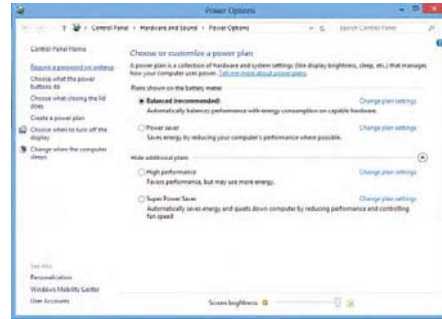 Power Options
Control Panel › Hardware and Sound › Power Options
Search Control Panel
Control Panel Home
Require a password on wakeup
Choose what the power
buttons do
Choose what closing the lid
does
Create a power plan
Choose when to turn off the
display
Change when the computer
sleeps
See also
Personalization
Windows Mobility Center
User Accounts
Choose or customize a power plan
A power plan is a collection of hardware and system settings (like display brightness, sleep, etc.) that manages
how your computer uses power. Tell me more about power plans
Plans shown on the battery meter
Balanced (recommended) Change plan settings
Automatically balances performance with energy consumption on capable hardware.
Power saver Change plan settings
Saves energy by reducing your computer's performance where possible.
Hide additional plans
High performance Change plan settings
Favors performance, but may use more energy.
Super Power Saver Change plan settings
Automatically saves energy and quiets down computer by reducing performance and controlling
fan speed
Screen brightness: